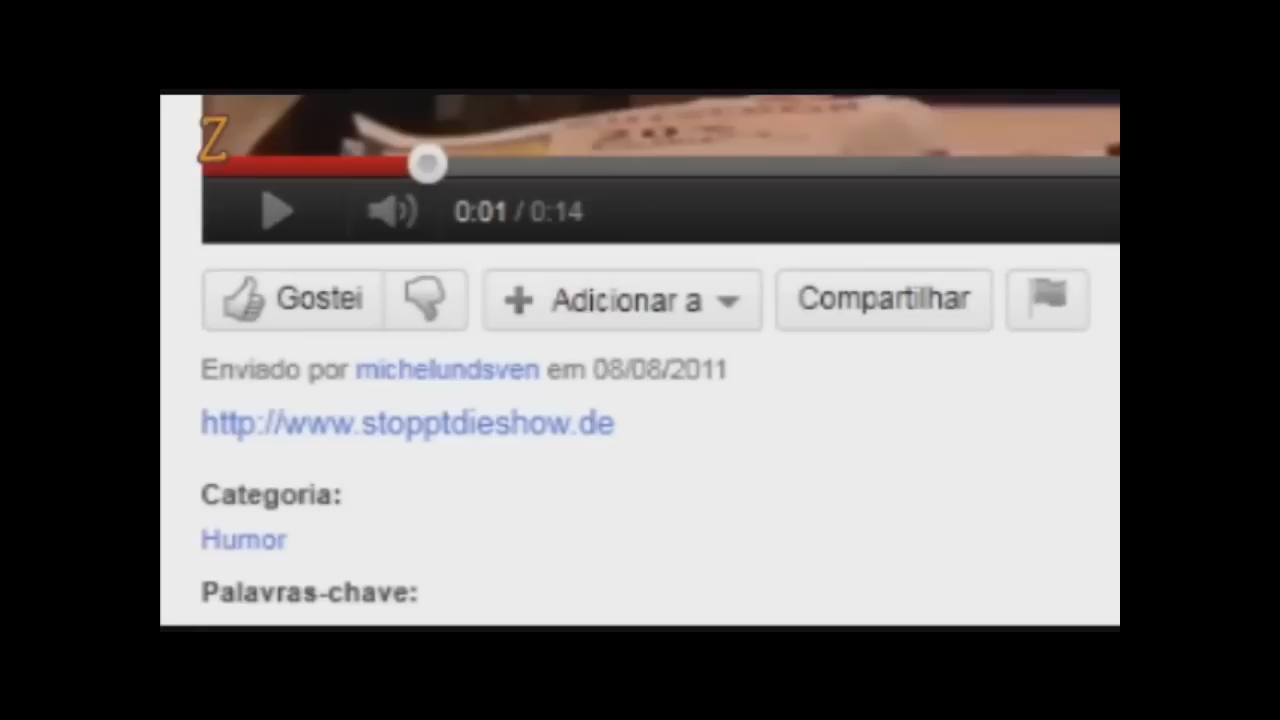 Z
0:01 / 0:14
Gostei Adicionar a Compartilhar
Enviado por michelundsven em 08/08/2011
http://www.stopptdieshow.de
Categoria:
Humor
Palavras-chave: